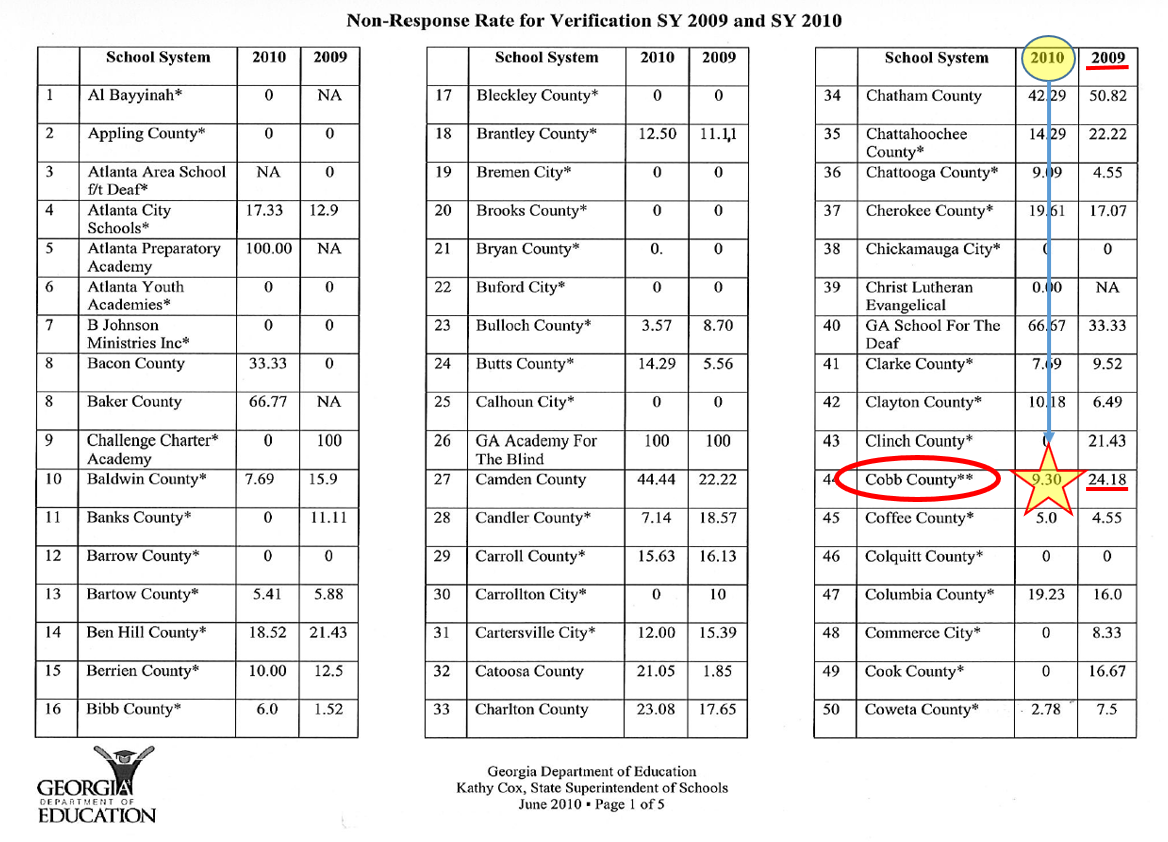 Non-Response Rate for Verification SY 2009 and SY 2010
School System 2010 2009
1 Al Bayyinah* 0 NA
2 Appling County* 0 0
3 Atlanta Area School NA 0
f/t Deaf*
4 Atlanta City 17.33 12.9
Schools*
5 Atlanta Preparatory 100.00 NA
Academy
6 Atlanta Youth 0 0
Academies*
7 B Johnson 0 0
Ministries Inc*
8 Bacon County 33.33 0
8 Baker County 66.77 NA
9 Challenge Charter* 0 100
Academy
10 Baldwin County* 7.69 15.9
11 Banks County* 0 11.11
12 Barrow County* 0 0
13 Bartow County* 5.41 5.88
14 Ben Hill County* 18.52 21.43
15 Berrien County* 10.00 12.5
16 Bibb County* 6.0 1.52
School System 2010 2009
17 Bleckley County* 0 0
18 Brantley County* 12.50 11.11
19 Bremen City* 0 0
20 Brooks County* 0 0
21 Bryan County* 0. 0
22 Buford City* 0 0
23 Bulloch County* 3.57 8.70
24 Butts County* 14.29 5.56
25 Calhoun City* 0 0
26 GA Academy For 100 100
The Blind
27 Camden County 44.44 22.22
28 Candler County* 7.14 18.57
29 Carroll County* 15.63 16.13
30 Carrollton City* 0 10
31 Cartersville City* 12.00 15.39
32 Catoosa County 21.05 1.85
33 Charlton County 23.08 17.65
School System 2010 2009
34 Chatham County 42.29 50.82
35 Chattahoochee 14.29 22.22
County*
36 Chattooga County* 9.09 4.55
37 Cherokee County* 19.61 17.07
38 Chickamauga City* 0 0
39 Christ Lutheran 0.00 NA
Evangelical
40 GA School For The 66.67 33.33
Deaf
41 Clarke County* 7.69 9.52
42 Clayton County* 10.18 6.49
43 Clinch County* 0 21.43
44 Cobb County** 9.30 24.18
45 Coffee County* 5.0 4.55
46 Colquitt County* 0 0
47 Columbia County* 19.23 16.0
48 Commerce City* 0 8.33
49 Cook County* 0 16.67
50 Coweta County* 2.78 7.5
GEORGIA
DEPARTMENT OF
EDUCATION
Georgia Department of Education
Kathy Cox, State Superintendent of Schools
June 2010 • Page 1 of 5